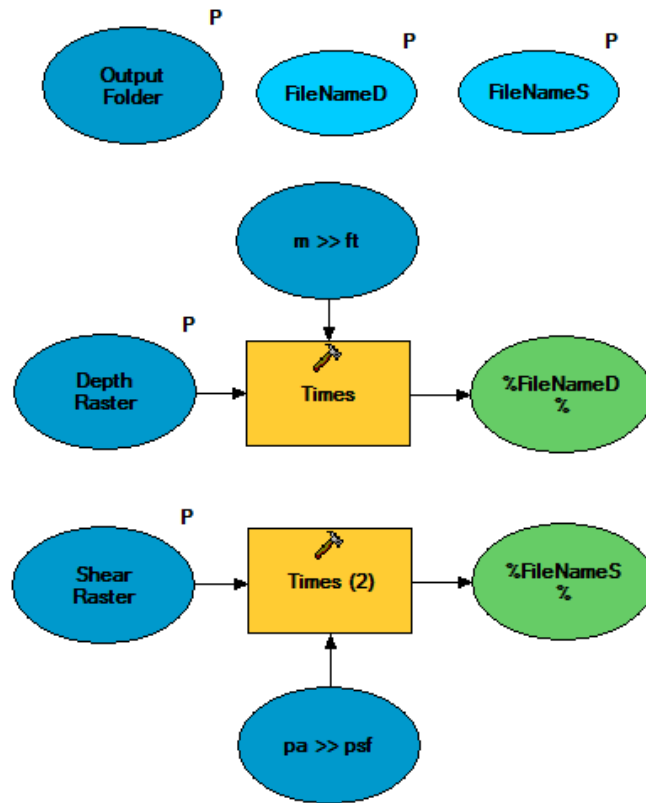 P
P
P
Output
Folder
FileNameD
FileNameS
m >> ft
P
Depth
Raster
Times
%FileNameD
%
P
Shear
Raster
Times (2)
%FileNameS
%
pa >> psf